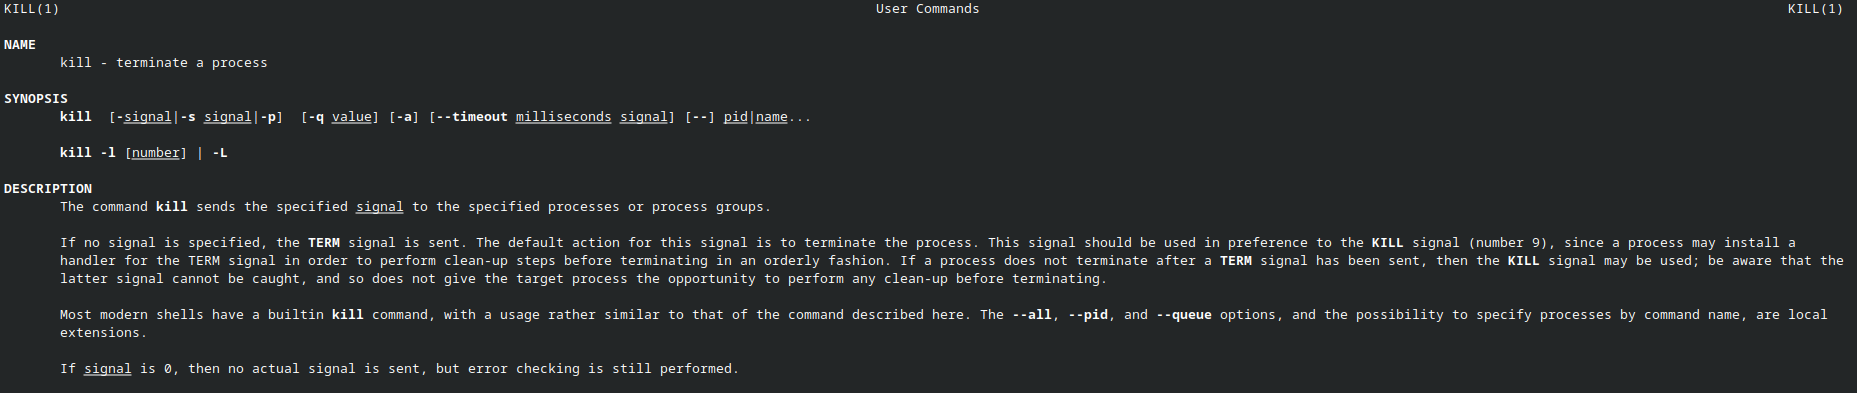 KILL(1) User Commands KILL(1)
NAME
kill - terminate a process
SYNOPSIS
kill [-signal|-s signal|-p] [-q value] [-a] [--timeout milliseconds signal] [--] pid|name...
kill -l [number] | -L
DESCRIPTION
The command kill sends the specified signal to the specified processes or process groups.
If no signal is specified, the TERM signal is sent. The default action for this signal is to terminate the process. This signal should be used in preference to the KILL signal (number 9), since a process may install a
handler for the TERM signal in order to perform clean-up steps before terminating in an orderly fashion. If a process does not terminate after a TERM signal has been sent, then the KILL signal may be used; be aware that the
latter signal cannot be caught, and so does not give the target process the opportunity to perform any clean-up before terminating.
Most modern shells have a builtin kill command, with a usage rather similar to that of the command described here. The --all, --pid, and --queue options, and the possibility to specify processes by command name, are local
extensions.
If signal is 0, then no actual signal is sent, but error checking is still performed.